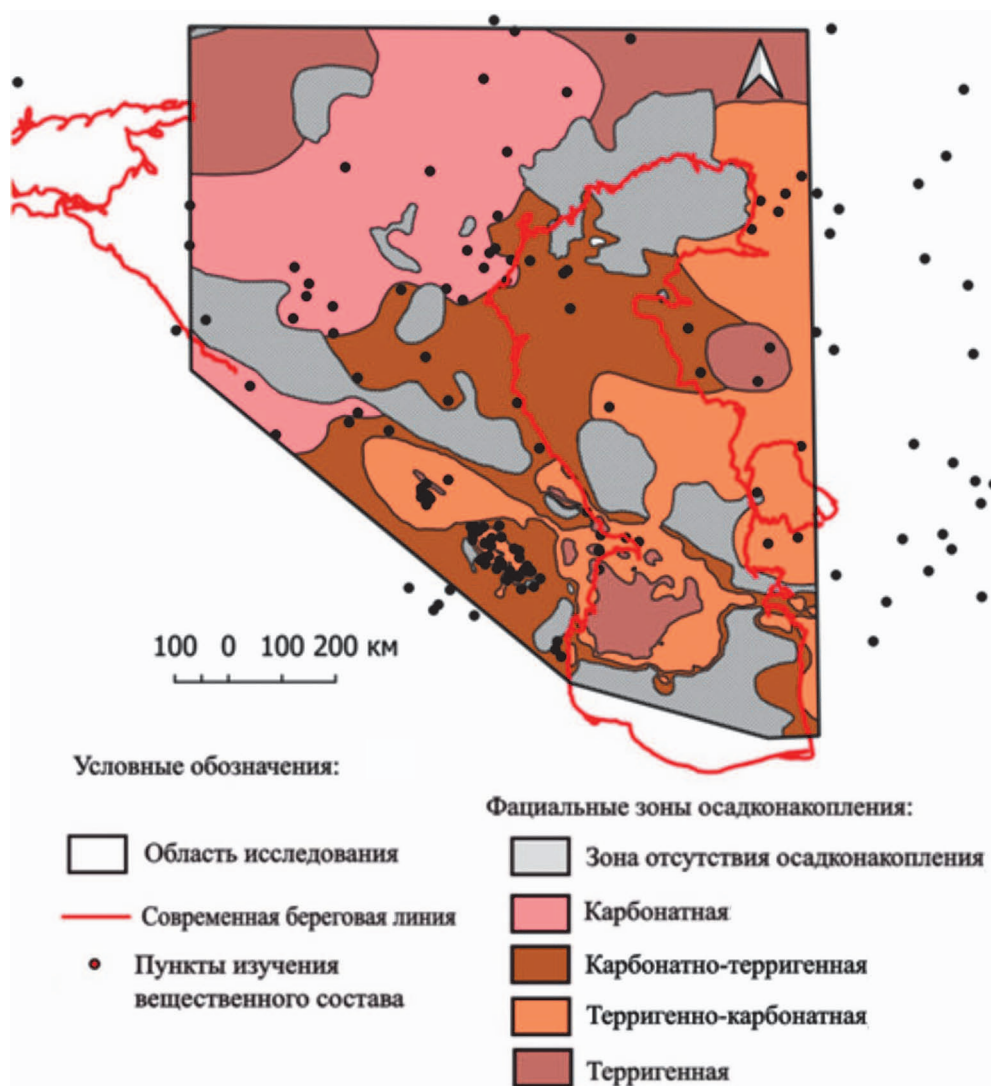 100 0 100 200 км
Условные обозначения:
Область исследования
Современная береговая линия
Пункты изучения
вещественного состава
Фациальные зоны осадконакопления:
Зона отсутствия осадконакопления
Карбонатная
Карбонатно-терригенная
Терригенно-карбонатная
Терригенная